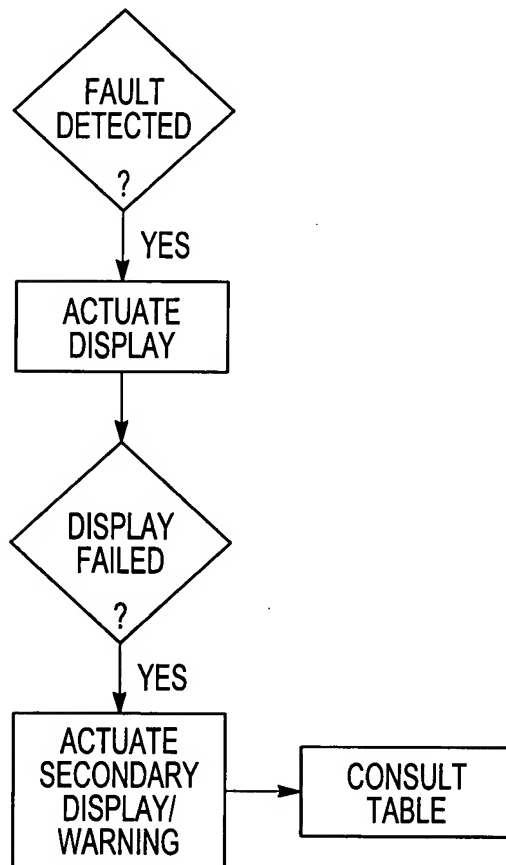 FAULT
DETECTED
?
YES
ACTUATE
DISPLAY
DISPLAY
FAILED
?
YES
ACTUATE
SECONDARY
DISPLAY/
WARNING
CONSULT
TABLE